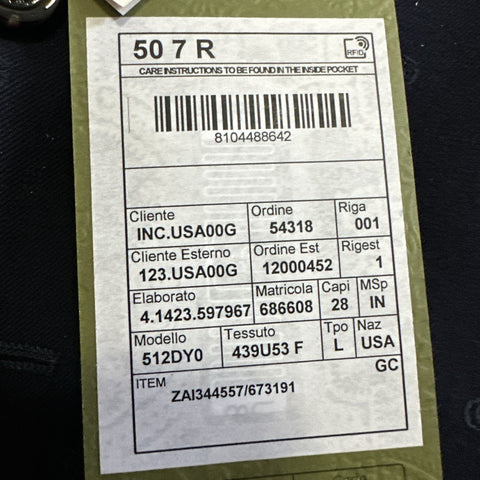 50 7 R
RFID
CARE INSTRUCTIONS TO BE FOUND IN THE INSIDE POCKET
8104488642
Cliente Ordine Riga
INC.USA00G 54318 001
Cliente Esterno Ordine Est Rigest
123.USA00G 12000452 1
Elaborato Matricola Capi MSp
4.1423.597967 686608 28 IN
Modello Tessuto Tpo Naz
512DY0 439U53 F L USA
GC
ITEM
ZAI344557/673191